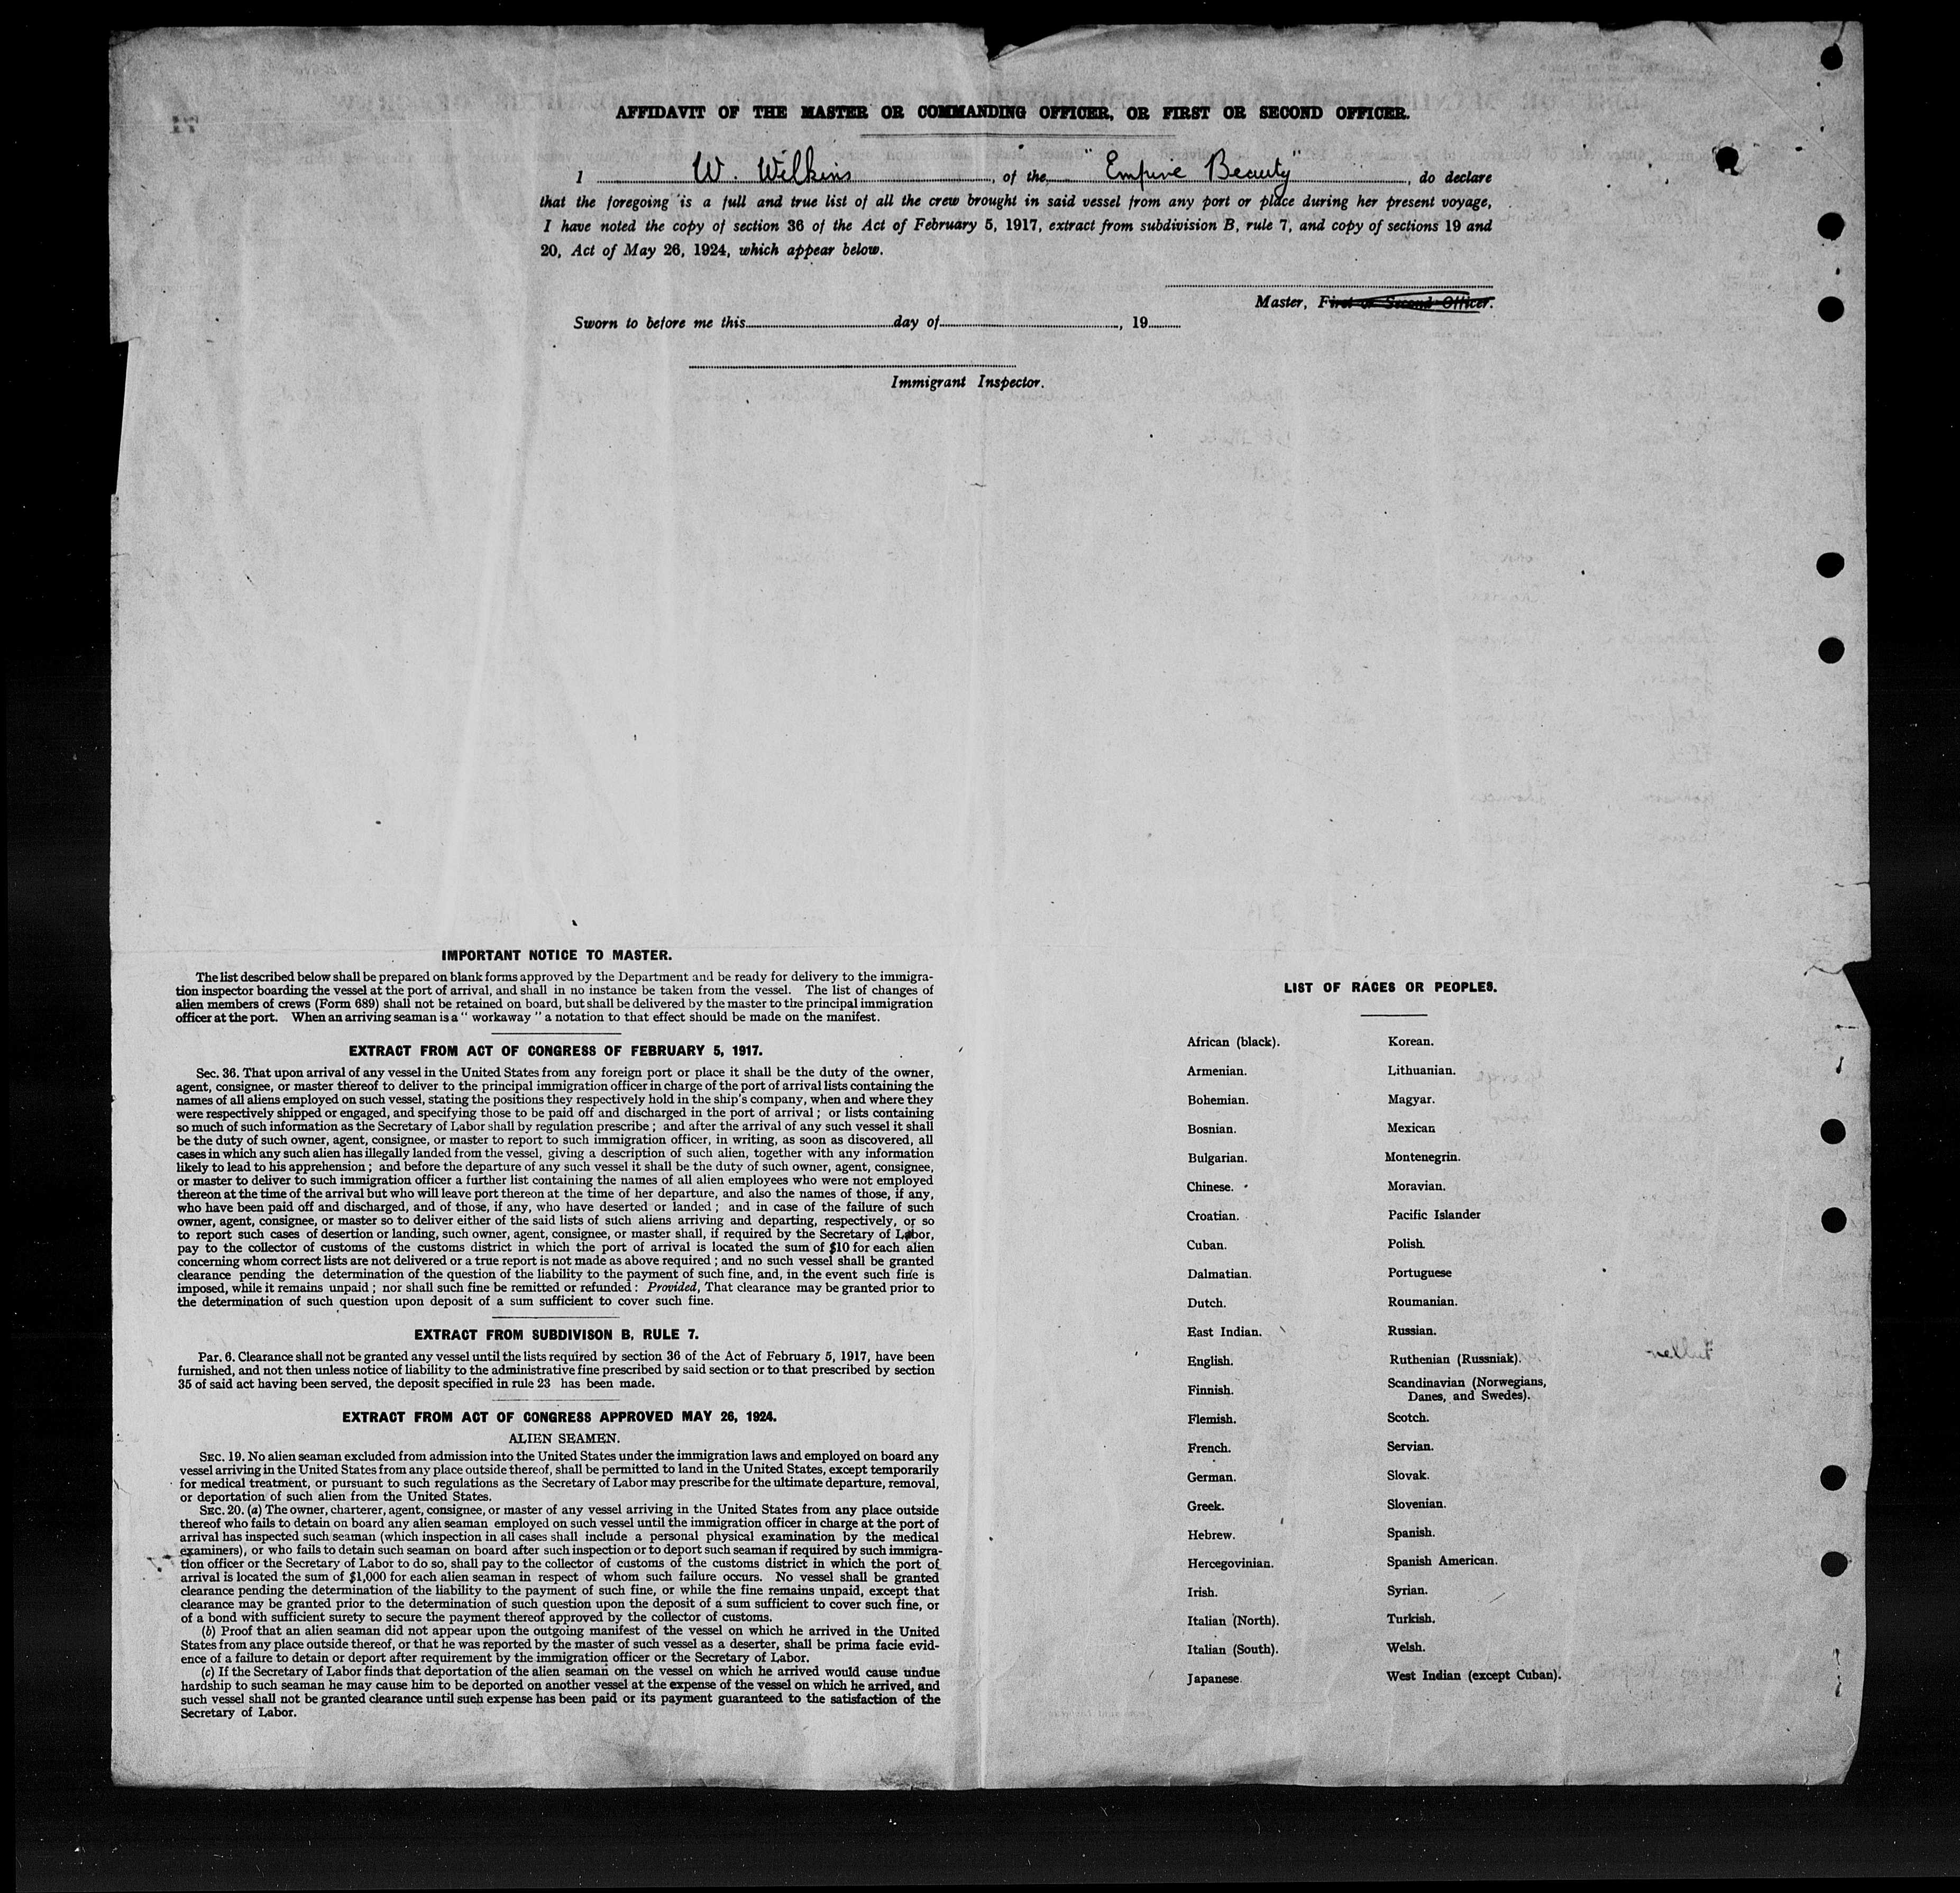 AFFIDAVIT OF THE MASTER OR COMMANDING OFFICER, OR FIRST OR SECOND OFFICER.
I W. Wilkins, of the "Empire Beauty", do declare
that the foregoing is a full and true list of all the crew brought in said vessel from any port or place during her present voyage,
I have noted the copy of section 36 of the Act of February 5, 1917, extract from subdivision B, rule 7, and copy of sections 19 and
20, Act of May 26, 1924, which appear below.
Master, First or Second Officer.
Sworn to before me this day of , 19
Immigrant Inspector.
IMPORTANT NOTICE TO MASTER.
The list described below shall be prepared on blank forms approved by the Department and be ready for delivery to the immigra-
tion inspector boarding the vessel at the port of arrival, and shall in no instance be taken from the vessel. The list of changes of
alien members of crews (Form 689) shall not be retained on board, but shall be delivered by the master to the principal immigration
officer at the port. When an arriving seaman is a " workaway " a notation to that effect should be made on the manifest.
EXTRACT FROM ACT OF CONGRESS OF FEBRUARY 5, 1917.
Sec. 36. That upon arrival of any vessel in the United States from any foreign port or place it shall be the duty of the owner,
agent, consignee, or master thereof to deliver to the principal immigration officer in charge of the port of arrival lists containing the
names of all aliens employed on such vessel, stating the positions they respectively hold in the ship's company, when and where they
were respectively shipped or engaged, and specifying those to be paid off and discharged in the port of arrival ; or lists containing
so much of such information as the Secretary of Labor shall by regulation prescribe ; and after the arrival of any such vessel it shall
be the duty of such owner, agent, consignee, or master to report to such immigration officer, in writing, as soon as discovered, all
cases in which any such alien has illegally landed from the vessel, giving a description of such alien, together with any information
likely to lead to his apprehension ; and before the departure of any such vessel it shall be the duty of such owner, agent, consignee,
or master to deliver to such immigration officer a further list containing the names of all alien employees who were not employed
thereon at the time of the arrival but who will leave port thereon at the time of her departure, and also the names of those, if any,
who have been paid off and discharged, and of those, if any, who have deserted or landed ; and in case of the failure of such
owner, agent, consignee, or master so to deliver either of the said lists of such aliens arriving and departing, respectively, or so
to report such cases of desertion or landing, such owner, agent, consignee, or master shall, if required by the Secretary of Labor,
pay to the collector of customs of the customs district in which the port of arrival is located the sum of $10 for each alien
concerning whom correct lists are not delivered or a true report is not made as above required ; and no such vessel shall be granted
clearance pending the determination of the question of the liability to the payment of such fine, and, in the event such fine is
imposed, while it remains unpaid ; nor shall such fine be remitted or refunded : Provided, That clearance may be granted prior to
the determination of such question upon deposit of a sum sufficient to cover such fine.
EXTRACT FROM SUBDIVISON B, RULE 7.
Par. 6. Clearance shall not be granted any vessel until the lists required by section 36 of the Act of February 5, 1917, have been
furnished, and not then unless notice of liability to the administrative fine prescribed by said section or to that prescribed by section
35 of said act having been served, the deposit specified in rule 23 has been made.
EXTRACT FROM ACT OF CONGRESS APPROVED MAY 26, 1924.
ALIEN SEAMEN.
SEC. 19. No alien seaman excluded from admission into the United States under the immigration laws and employed on board any
vessel arriving in the United States from any place outside thereof, shall be permitted to land in the United States, except temporarily
for medical treatment, or pursuant to such regulations as the Secretary of Labor may prescribe for the ultimate departure, removal,
or deportation of such alien from the United States.
SEC. 20. (a) The owner, charterer, agent, consignee, or master of any vessel arriving in the United States from any place outside
thereof who fails to detain on board any alien seaman employed on such vessel until the immigration officer in charge at the port of
arrival has inspected such seaman (which inspection in all cases shall include a personal physical examination by the medical
examiners), or who fails to detain such seaman on board after such inspection or to deport such seaman if required by such immigra-
tion officer or the Secretary of Labor to do so, shall pay to the collector of customs of the customs district in which the port of
arrival is located the sum of $1,000 for each alien seaman in respect of whom such failure occurs. No vessel shall be granted
clearance pending the determination of the liability to the payment of such fine, or while the fine remains unpaid, except that
clearance may be granted prior to the determination of such question upon the deposit of a sum sufficient to cover such fine, or
of a bond with sufficient surety to secure the payment thereof approved by the collector of customs.
(b) Proof that an alien seaman did not appear upon the outgoing manifest of the vessel on which he arrived in the United
States from any place outside thereof, or that he was reported by the master of such vessel as a deserter, shall be prima facie evid-
ence of a failure to detain or deport after requirement by the immigration officer or the Secretary of Labor.
(c) If the Secretary of Labor finds that deportation of the alien seaman on the vessel on which he arrived would cause undue
hardship to such seaman he may cause him to be deported on another vessel at the expense of the vessel on which he arrived, and
such vessel shall not be granted clearance until such expense has been paid or its payment guaranteed to the satisfaction of the
Secretary of Labor.
LIST OF RACES OR PEOPLES.
African (black).
Armenian.
Bohemian.
Bosnian.
Bulgarian.
Chinese.
Croatian.
Cuban.
Dalmatian.
Dutch.
East Indian.
English.
Finnish.
Flemish.
French.
German.
Greek.
Hebrew.
Hercegovinian.
Irish.
Italian (North).
Italian (South).
Japanese.
Korean.
Lithuanian.
Magyar.
Mexican
Montenegrin.
Moravian.
Pacific Islander
Polish.
Portuguese
Roumanian.
Russian.
Ruthenian (Russniak).
Scandinavian (Norwegians,
Danes, and Swedes).
Scotch.
Servian.
Slovak.
Slovenian.
Spanish.
Spanish American.
Syrian.
Turkish.
Welsh.
West Indian (except Cuban).